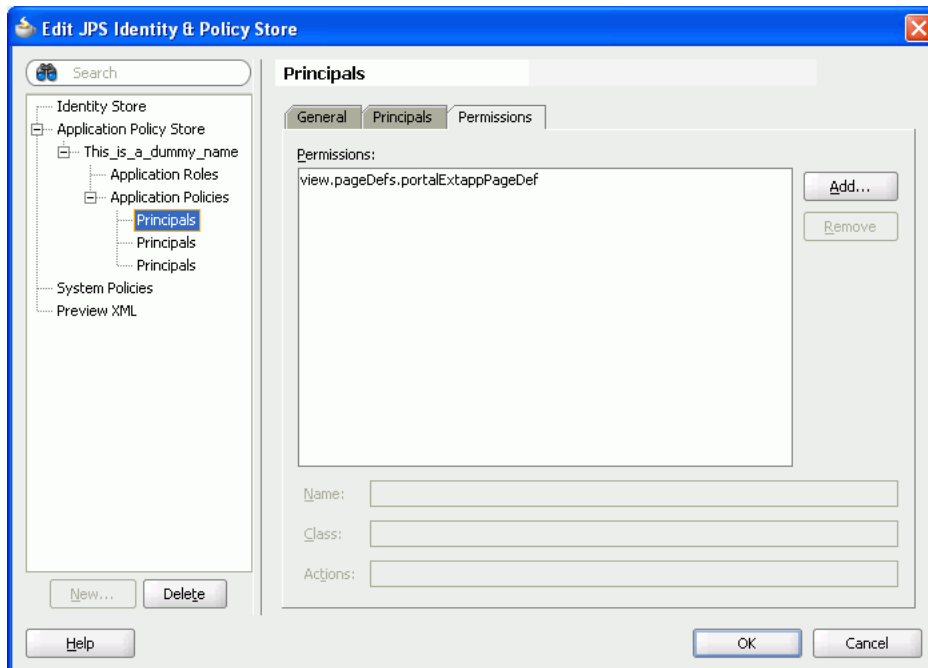 Edit JPS Identity & Policy Store
Search
Identity Store
Application Policy Store
This_is_a_dummy_name
Application Roles
Application Policies
Principals
Principals
Principals
System Policies
Preview XML
New...
Delete
Principals
General Principals Permissions
Permissions:
view.pageDefs.portalExtappPageDef
Add...
Remove
Name:
Class:
Actions:
Help
OK
Cancel